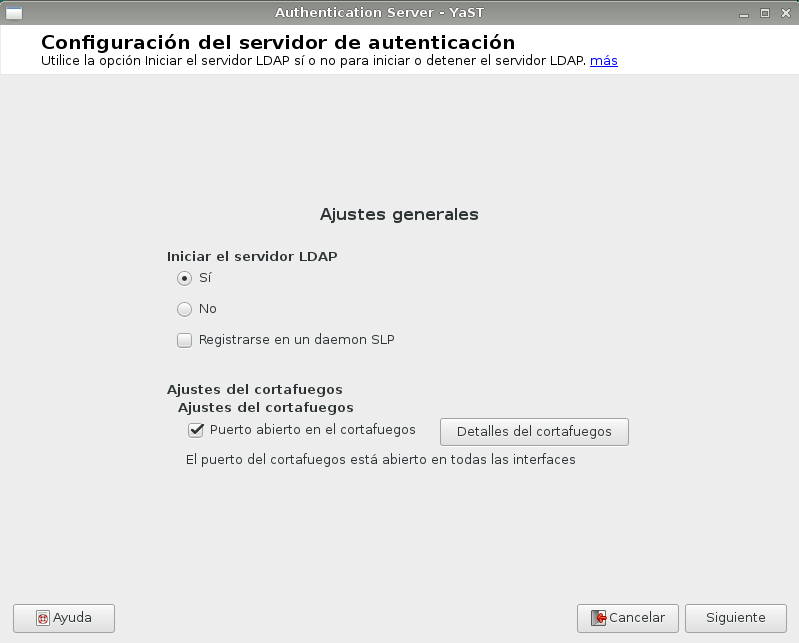 Authentication Server - YaST
Configuración del servidor de autenticación
Utilice la opción Iniciar el servidor LDAP sí o no para iniciar o detener el servidor LDAP. más
Ajustes generales
Iniciar el servidor LDAP
Sí
No
Registrarse en un daemon SLP
Ajustes del cortafuegos
Ajustes del cortafuegos
Puerto abierto en el cortafuegos Detalles del cortafuegos
El puerto del cortafuegos está abierto en todas las interfaces
Ayuda Cancelar Siguiente